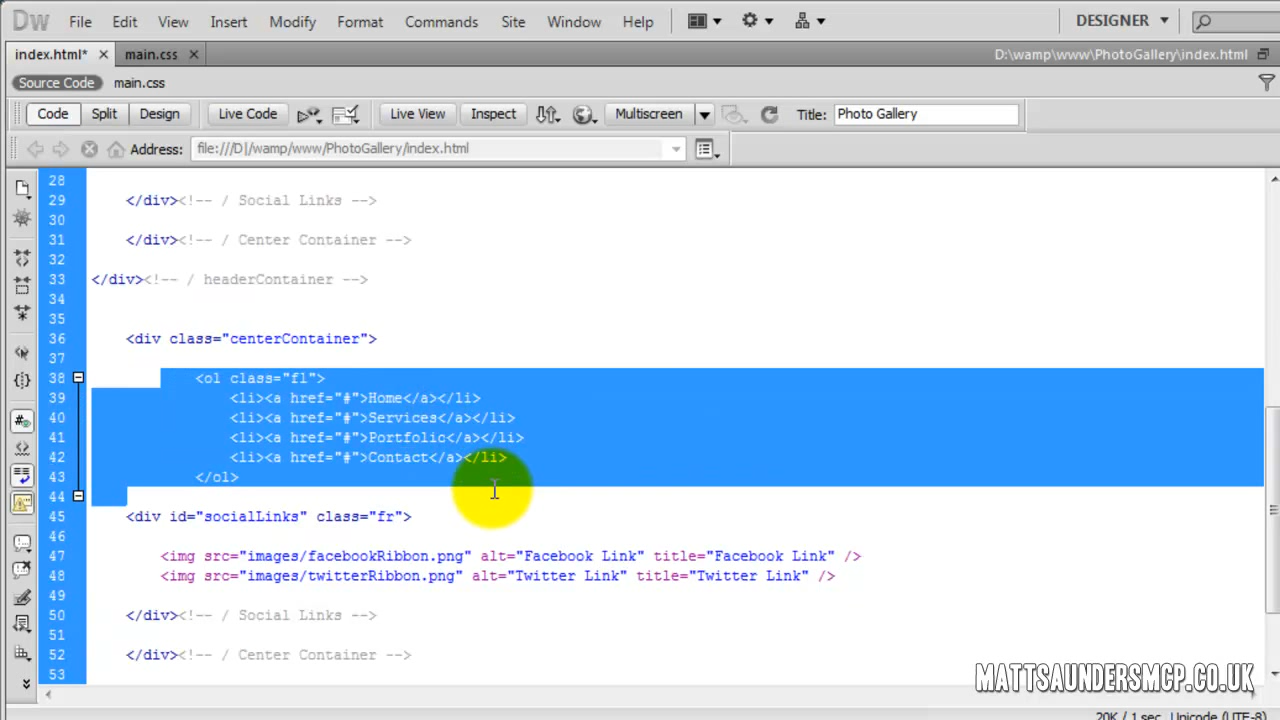 Dw File Edit View Insert Modify Format Commands Site Window Help DESIGNER
index.html* main.css D:\wamp\www\PhotoGallery\index.html
Source Code main.css
Code Split Design Live Code Live View Inspect Multiscreen Title: Photo Gallery
Address: file:///D|/wamp/www/PhotoGallery/index.html
28
29 </div><!-- / Social Links -->
30
31 </div><!-- / Center Container -->
32
33 </div><!-- / headerContainer -->
34
35
36 <div class="centerContainer">
37
38 <ol class="fl">
39 <li><a href="#">Home</a></li>
40 <li><a href="#">Services</a></li>
41 <li><a href="#">Portfolio</a></li>
42 <li><a href="#">Contact</a></li>
43 </ol>
44
45 <div id="socialLinks" class="fr">
46
47 <img src="images/facebookRibbon.png" alt="Facebook Link" title="Facebook Link" />
48 <img src="images/twitterRibbon.png" alt="Twitter Link" title="Twitter Link" />
49
50 </div><!-- / Social Links -->
51
52 </div><!-- / Center Container -->
53
MATTSAUNDERSMCP.CO.UK
20K / 1 sec Unicode (UTF-8)